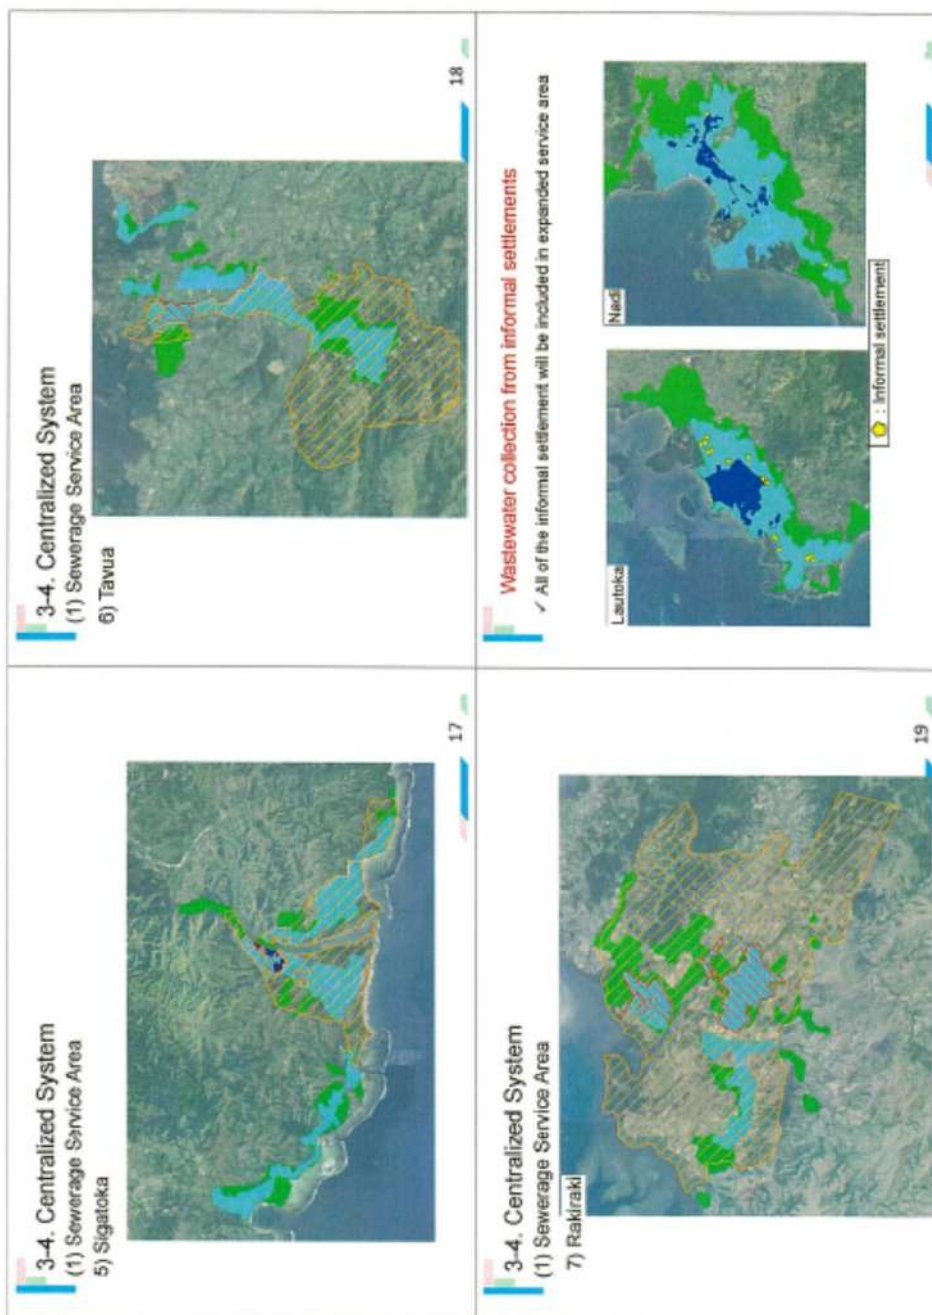 3-4. Centralized System
(1) Sewerage Service Area
5) Sigatoka
17
3-4. Centralized System
(1) Sewerage Service Area
6) Tavua
18
3-4. Centralized System
(1) Sewerage Service Area
7) Rakiraki
19
Wastewater collection from informal settlements
✓ All of the informal settlement will be included in expanded service area
Lautoka
Nadi
: Informal settlement